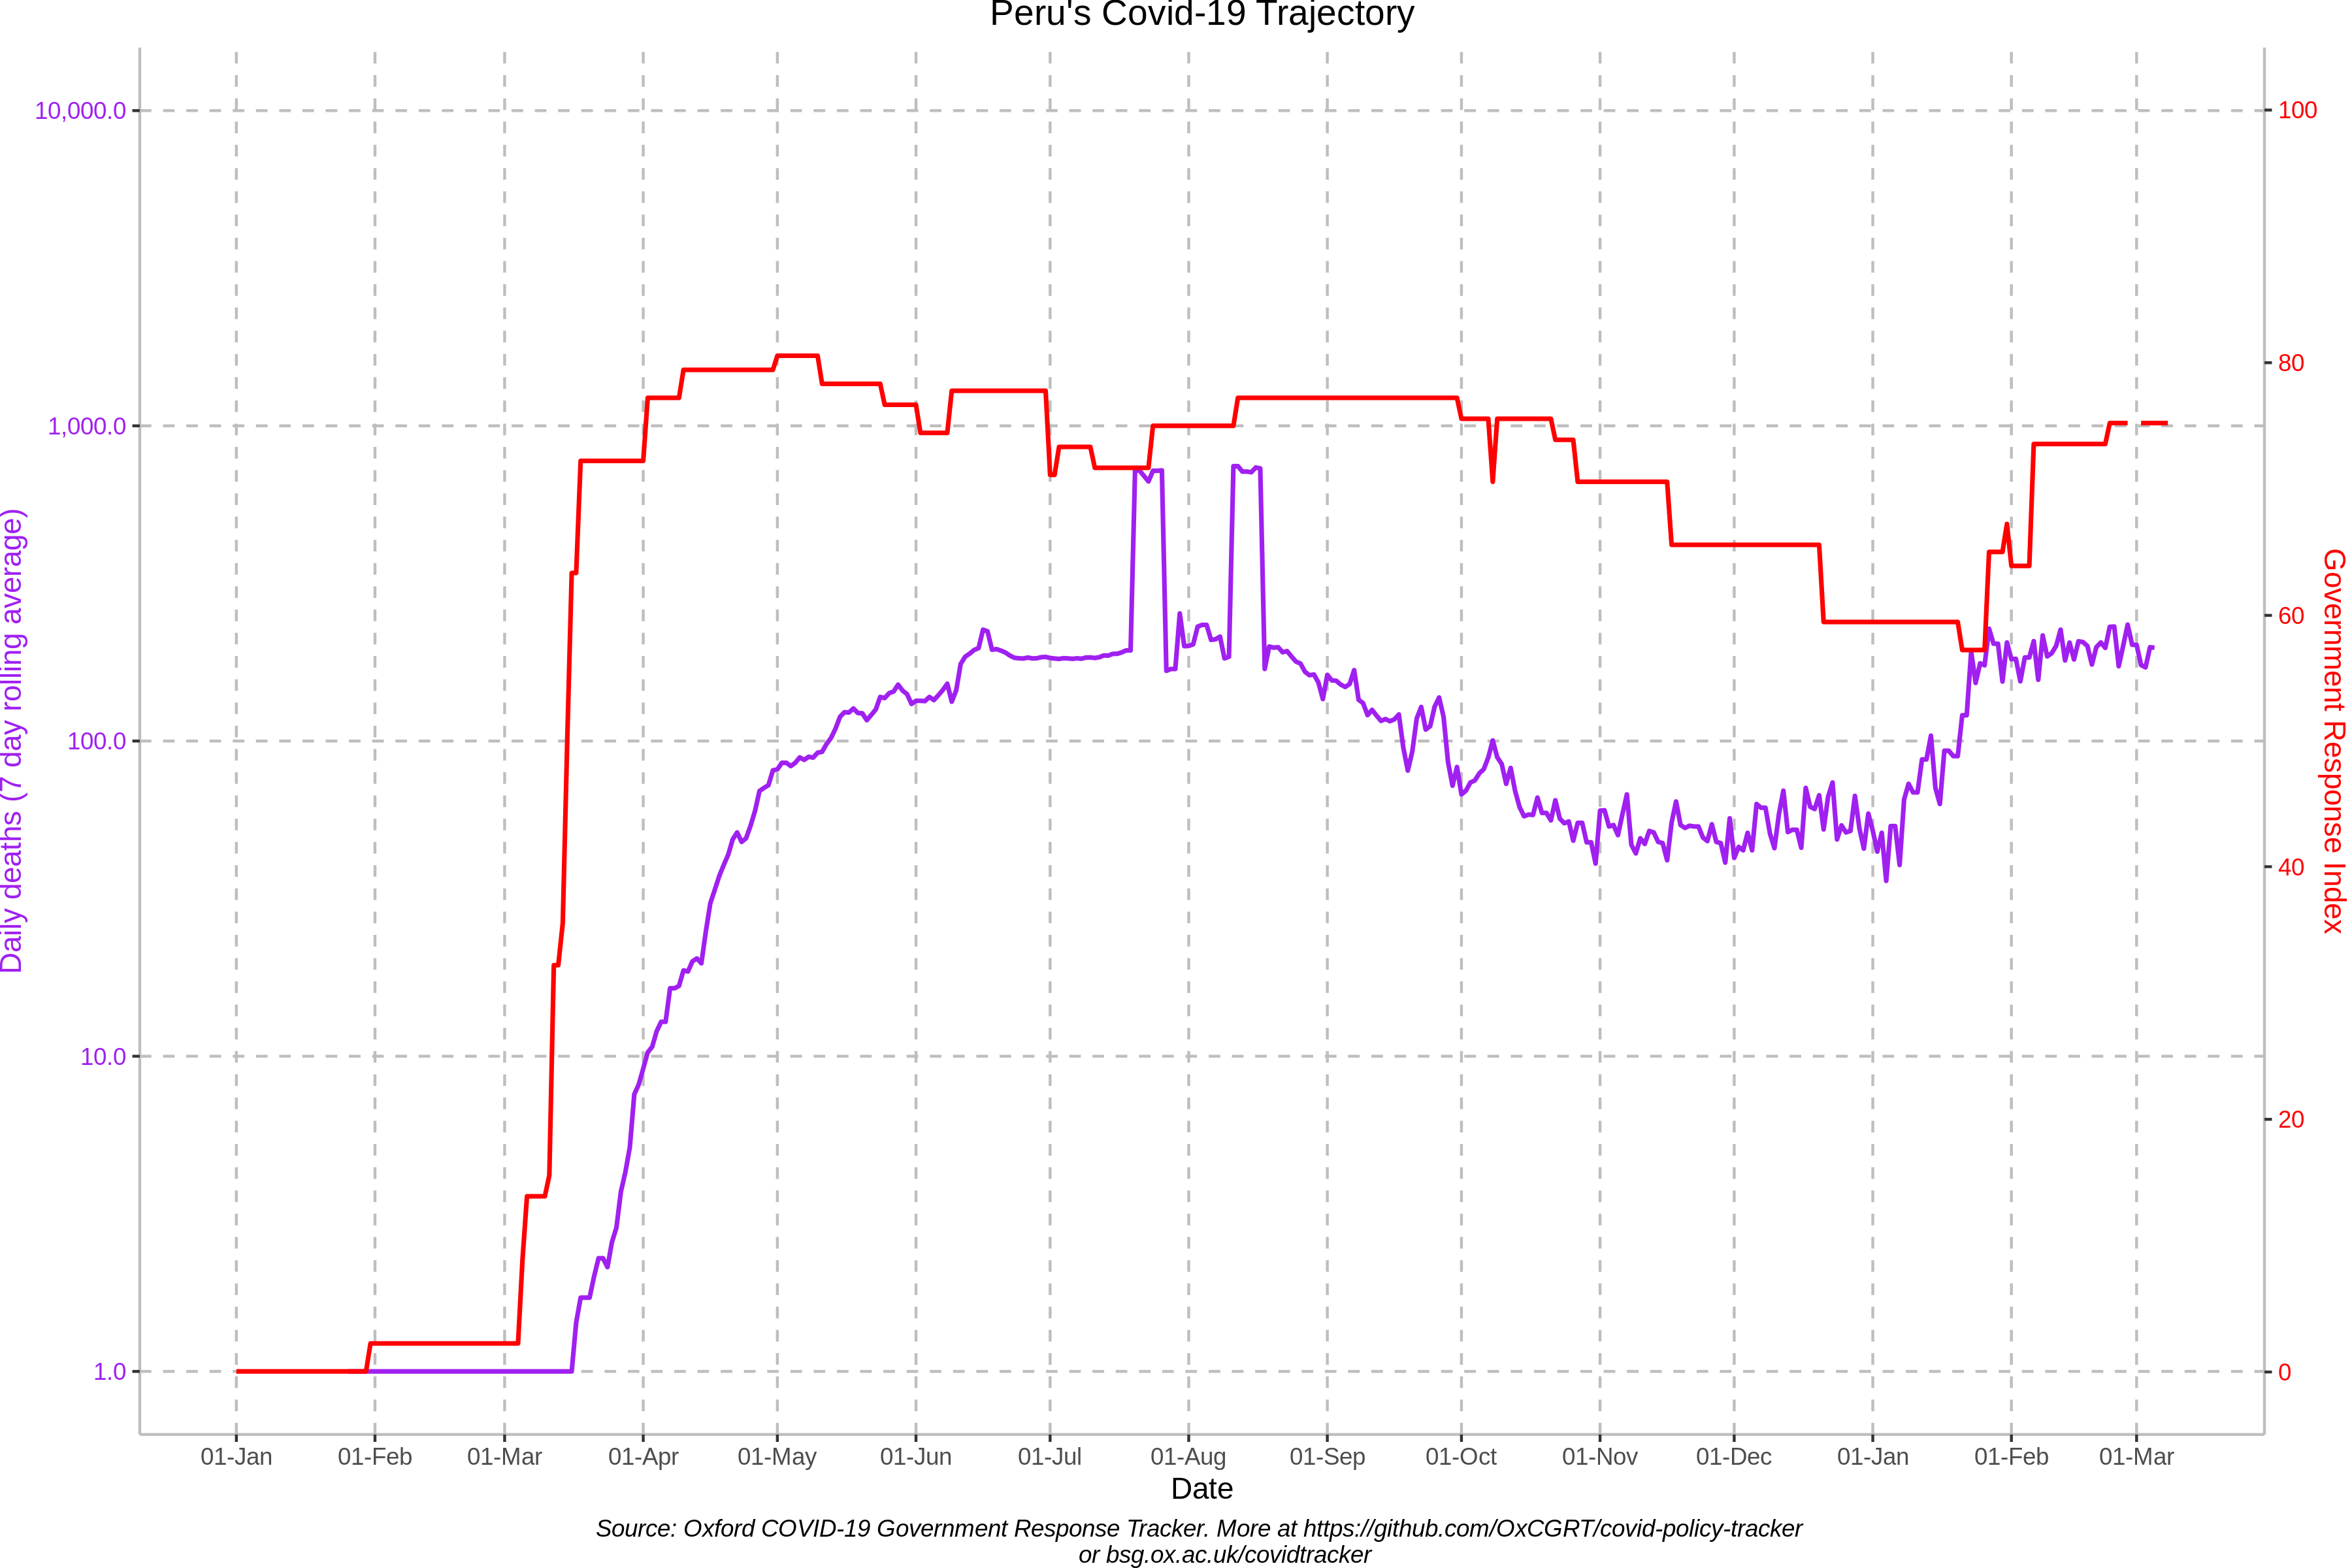 Peru's Covid-19 Trajectory
10,000.0
1,000.0
100.0
10.0
1.0
Daily deaths (7 day rolling average)
100
80
60
40
20
0
Government Response Index
01-Jan 01-Feb 01-Mar 01-Apr 01-May 01-Jun 01-Jul 01-Aug 01-Sep 01-Oct 01-Nov 01-Dec 01-Jan 01-Feb 01-Mar
Date
Source: Oxford COVID-19 Government Response Tracker. More at https://github.com/OxCGRT/covid-policy-tracker
or bsg.ox.ac.uk/covidtracker